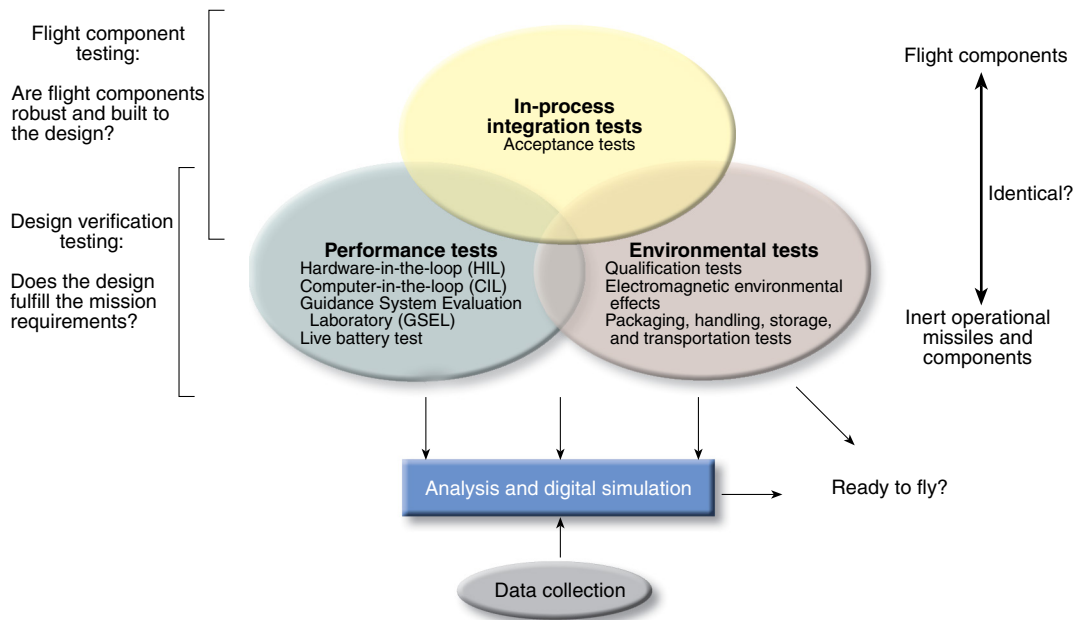 Flight component
testing:
Are flight components
robust and built to
the design?
Design verification
testing:
Does the design
fulfill the mission
requirements?
In-process
integration tests
Acceptance tests
Performance tests
Hardware-in-the-loop (HIL)
Computer-in-the-loop (CIL)
Guidance System Evaluation
Laboratory (GSEL)
Live battery test
Environmental tests
Qualification tests
Electromagnetic environmental
effects
Packaging, handling, storage,
and transportation tests
Flight components
Identical?
Inert operational
missiles and
components
Analysis and digital simulation
Ready to fly?
Data collection